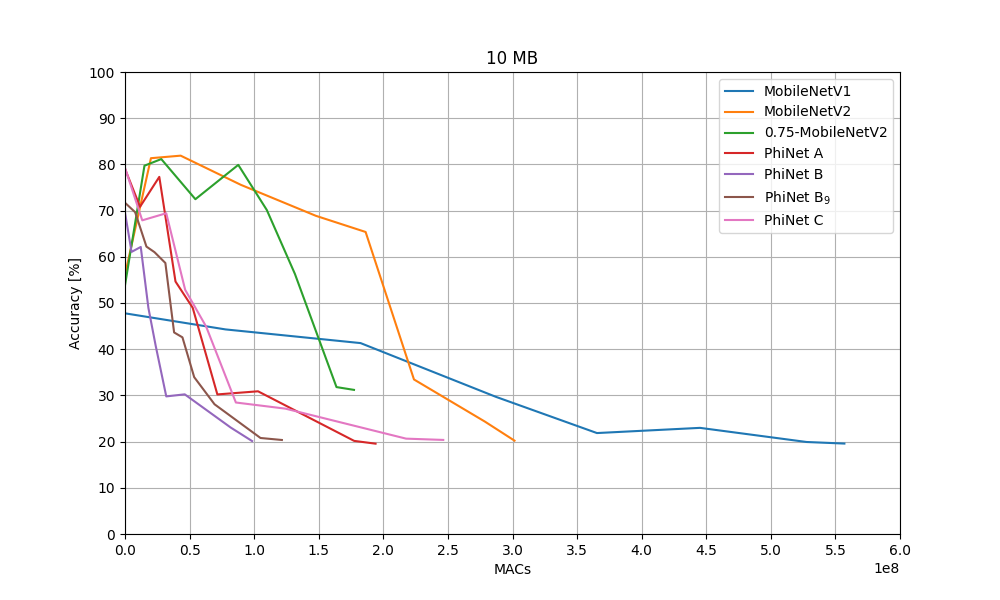 10 MB
100
90
80
70
60
50
40
30
20
10
0
Accuracy [%]
MobileNetV1
MobileNetV2
0.75-MobileNetV2
PhiNet A
PhiNet B
PhiNet B₉
PhiNet C
0.0 0.5 1.0 1.5 2.0 2.5 3.0 3.5 4.0 4.5 5.0 5.5 6.0
MACs
1e8